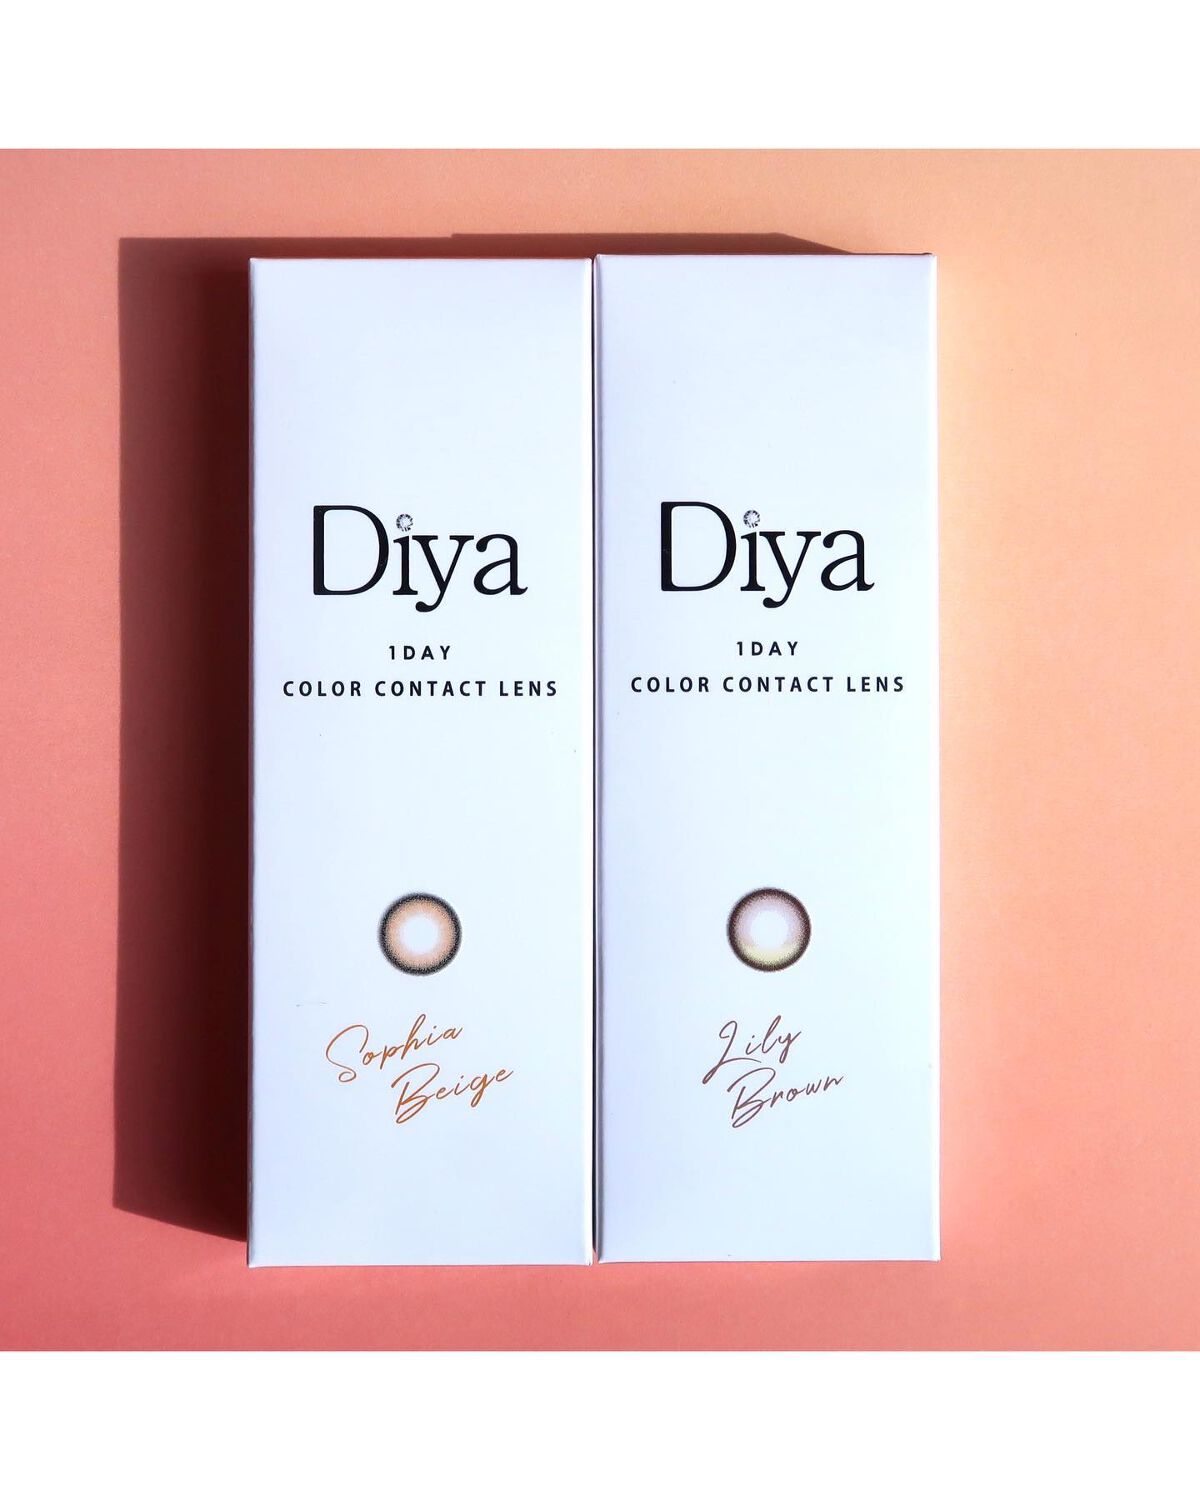 Diya
1DAY
COLOR CONTACT LENS
Sophia
Beige
Diya
1DAY
COLOR CONTACT LENS
Lily
Brown